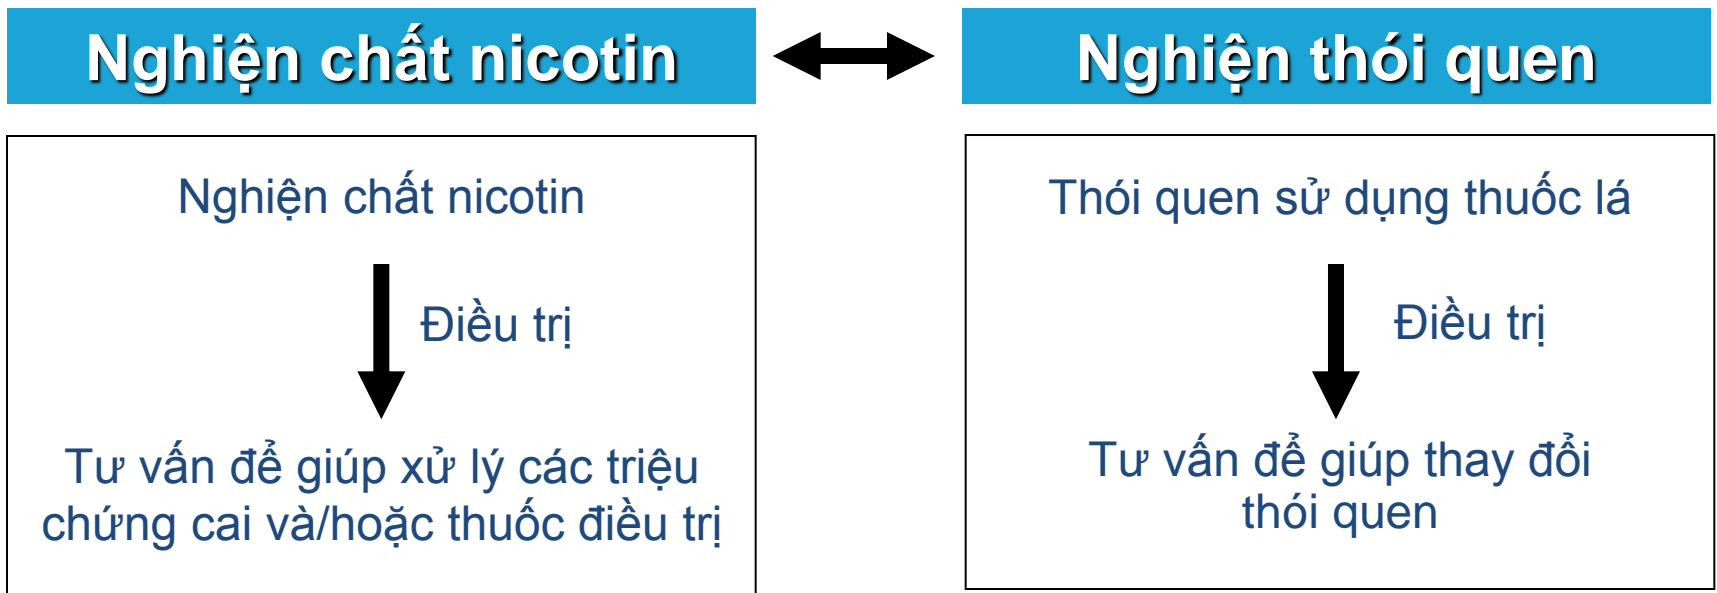 Nghiện chất nicotin
Nghiện thói quen
Nghiện chất nicotin
Điều trị
Tư vấn để giúp xử lý các triệu
chứng cai và/hoặc thuốc điều trị
Thói quen sử dụng thuốc lá
Điều trị
Tư vấn để giúp thay đổi
thói quen